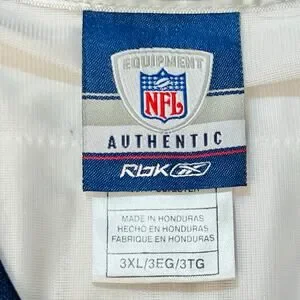 EQUIPMENT
NFL
AUTHENTIC
RBK
MADE IN HONDURAS
HECHO EN HONDURAS
FABRIQUE EN HONDURAS
3XL/3EG/3TG